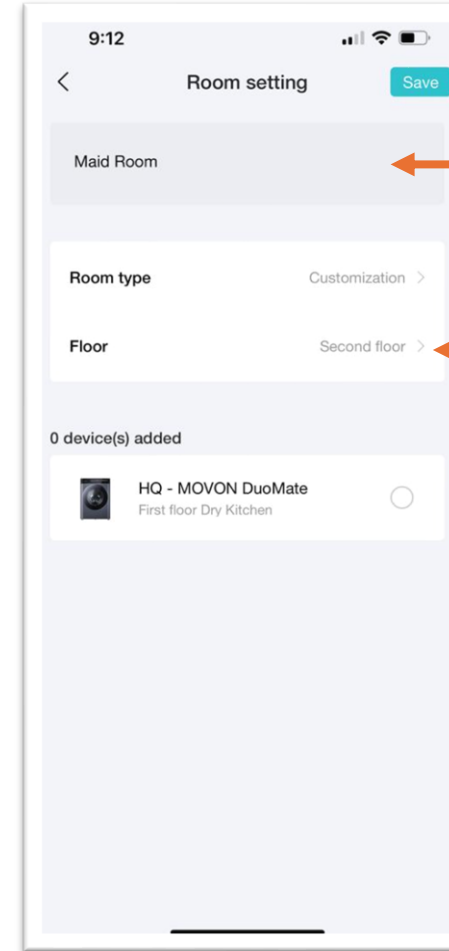 9:12
Room setting
Save
Maid Room
Room type
Customization
Floor
Second floor
0 device(s) added
HQ - MOVON DuoMate
First floor Dry Kitchen